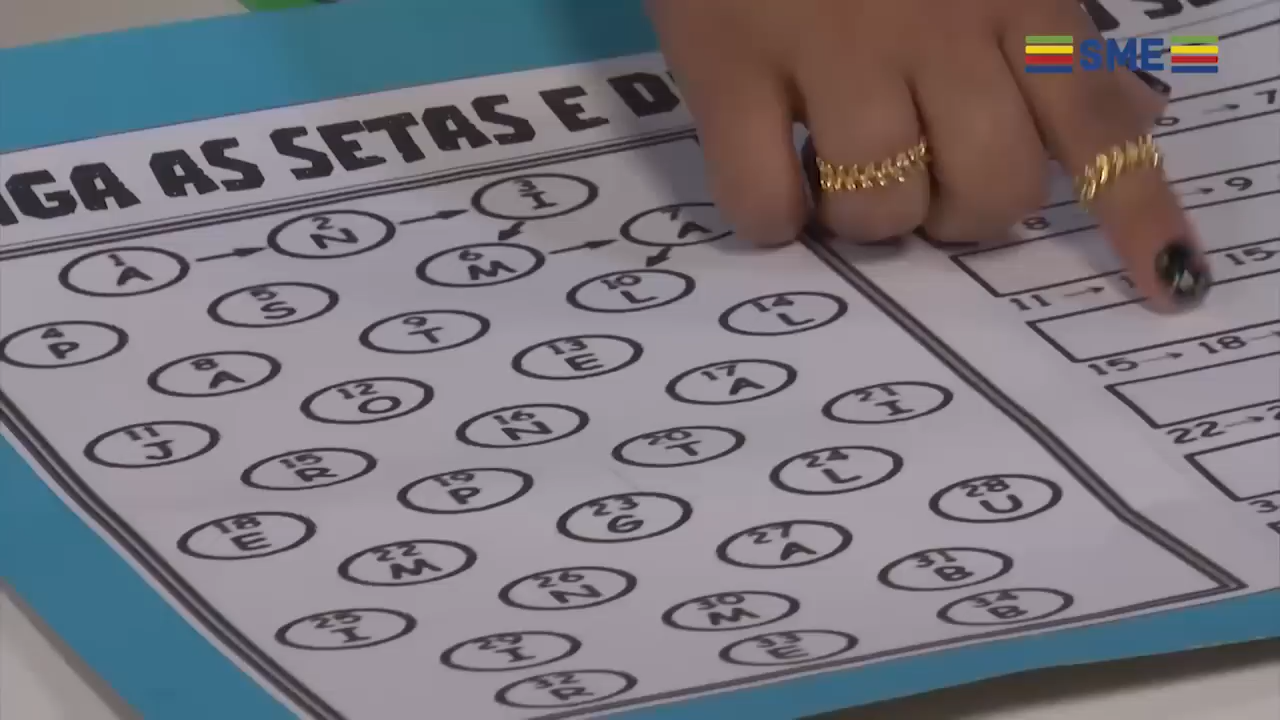 SME
IGA AS SETAS E D
1 A → 2 N → 3 I
4 P 5 S 6 M → 7 A
8 A 9 T 10 L
11 J 12 O 13 E 14 L
15 R 16 N 17 A
18 E 19 P 20 T 21 I
22 M 23 G 24 L
25 I 26 N 27 A 28 U
29 I 30 M 31 B
32 R 33 E 34 B
→ 7
8 → 9
11 → 15
15 → 18 →
22 →